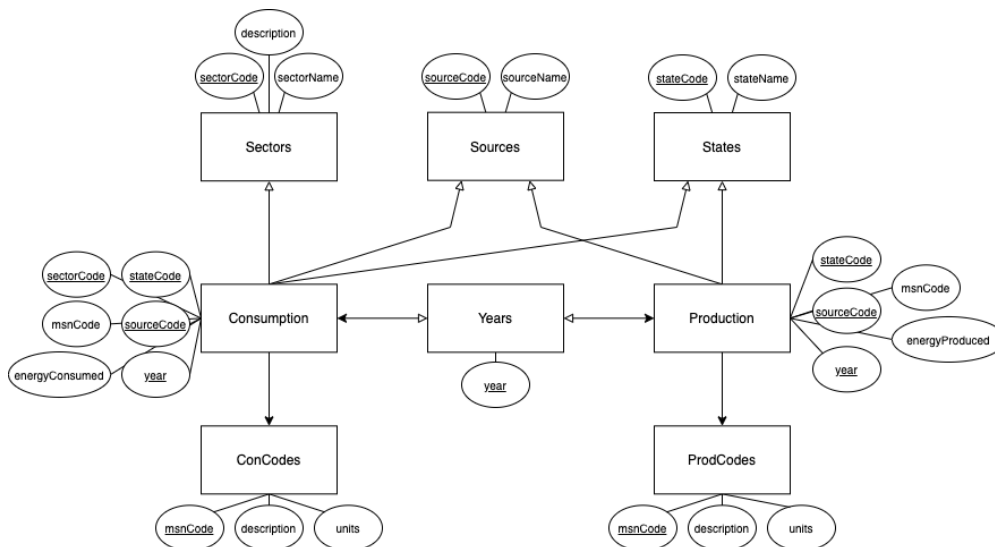 description
sectorCode
sectorName
sourceCode
sourceName
stateCode
stateName
Sectors
Sources
States
sectorCode
stateCode
msnCode
sourceCode
energyConsumed
year
Consumption
Years
year
Production
stateCode
msnCode
sourceCode
energyProduced
year
ConCodes
ProdCodes
msnCode
description
units
msnCode
description
units